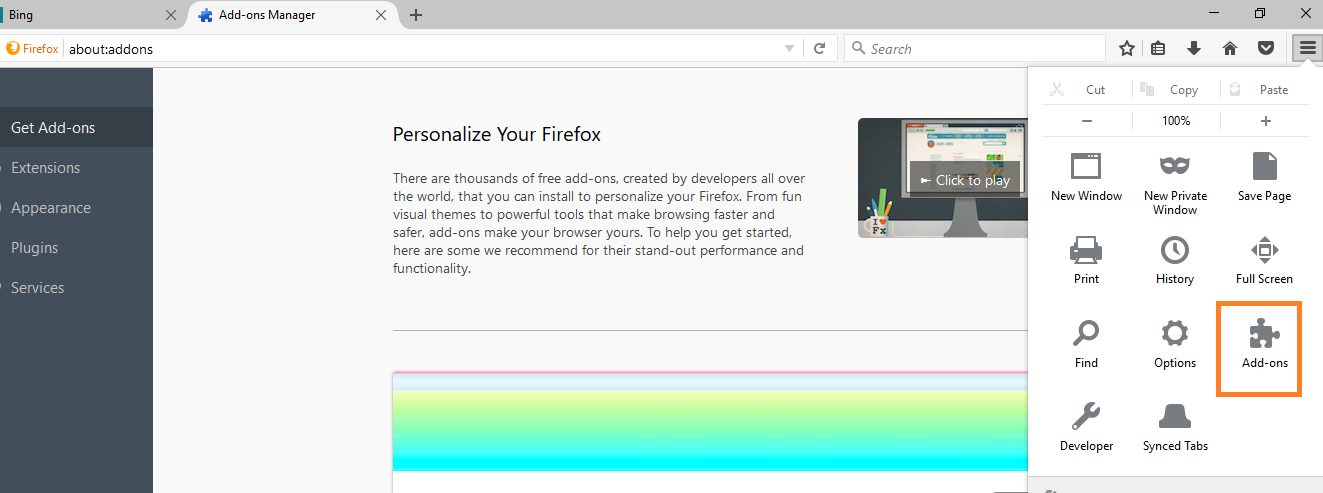 Bing
Add-ons Manager
Firefox
about:addons
Search
Get Add-ons
Extensions
Appearance
Plugins
Services
Personalize Your Firefox
There are thousands of free add-ons, created by developers all over
the world, that you can install to personalize your Firefox. From fun
visual themes to powerful tools that make browsing faster and
safer, add-ons make your browser yours. To help you get started,
here are some we recommend for their stand-out performance and
functionality.
ADD-ONS
Click to play
I ♥
Fx
Cut
Copy
Paste
100%
New Window
New Private
Window
Save Page
Print
History
Full Screen
Find
Options
Add-ons
Developer
Synced Tabs